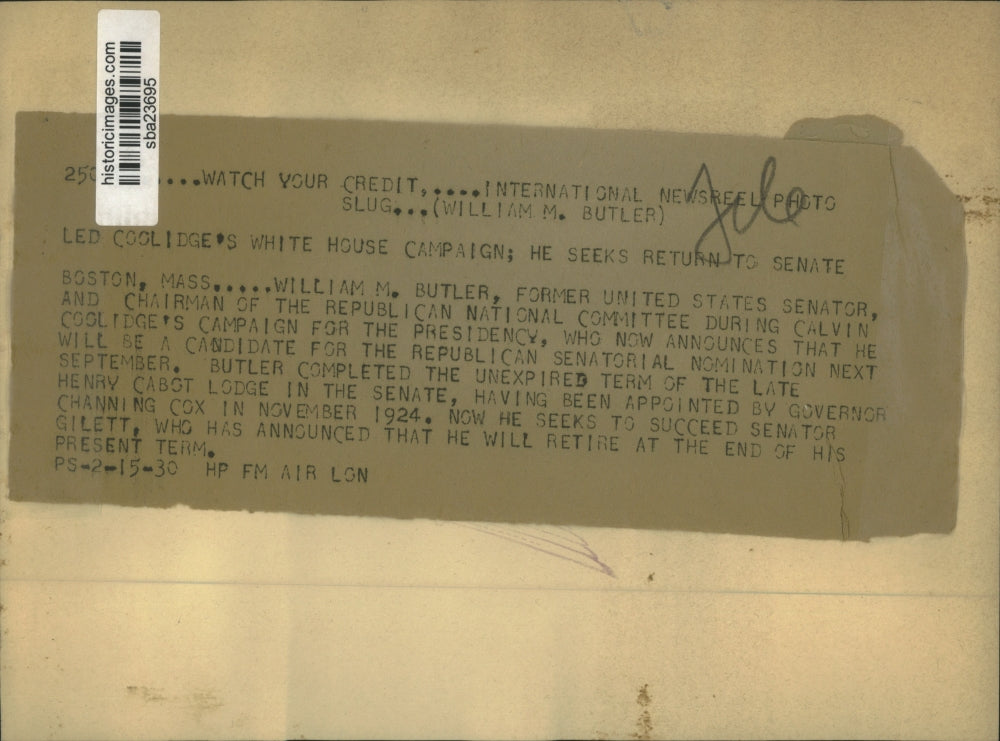 historicimages.com
sba23695
250 ....WATCH YOUR CREDIT,....INTERNATIONAL NEWSREEL PHOTO
SLUG...(WILLIAM M. BUTLER)
LED COOLIDGE'S WHITE HOUSE CAMPAIGN; HE SEEKS RETURN TO SENATE
BOSTON, MASS.....WILLIAM M. BUTLER, FORMER UNITED STATES SENATOR,
AND CHAIRMAN OF THE REPUBLICAN NATIONAL COMMITTEE DURING CALVIN
COOLIDGE'S CAMPAIGN FOR THE PRESIDENCY, WHO NOW ANNOUNCES THAT HE
WILL BE A CANDIDATE FOR THE REPUBLICAN SENATORIAL NOMINATION NEXT
SEPTEMBER. BUTLER COMPLETED THE UNEXPIRED TERM OF THE LATE
HENRY CABOT LODGE IN THE SENATE, HAVING BEEN APPOINTED BY GOVERNOR
CHANNING COX IN NOVEMBER 1924. NOW HE SEEKS TO SUCCEED SENATOR
GILETT, WHO HAS ANNOUNCED THAT HE WILL RETIRE AT THE END OF HIS
PRESENT TERM.
PS-2-15-30 HP FM AIR LON